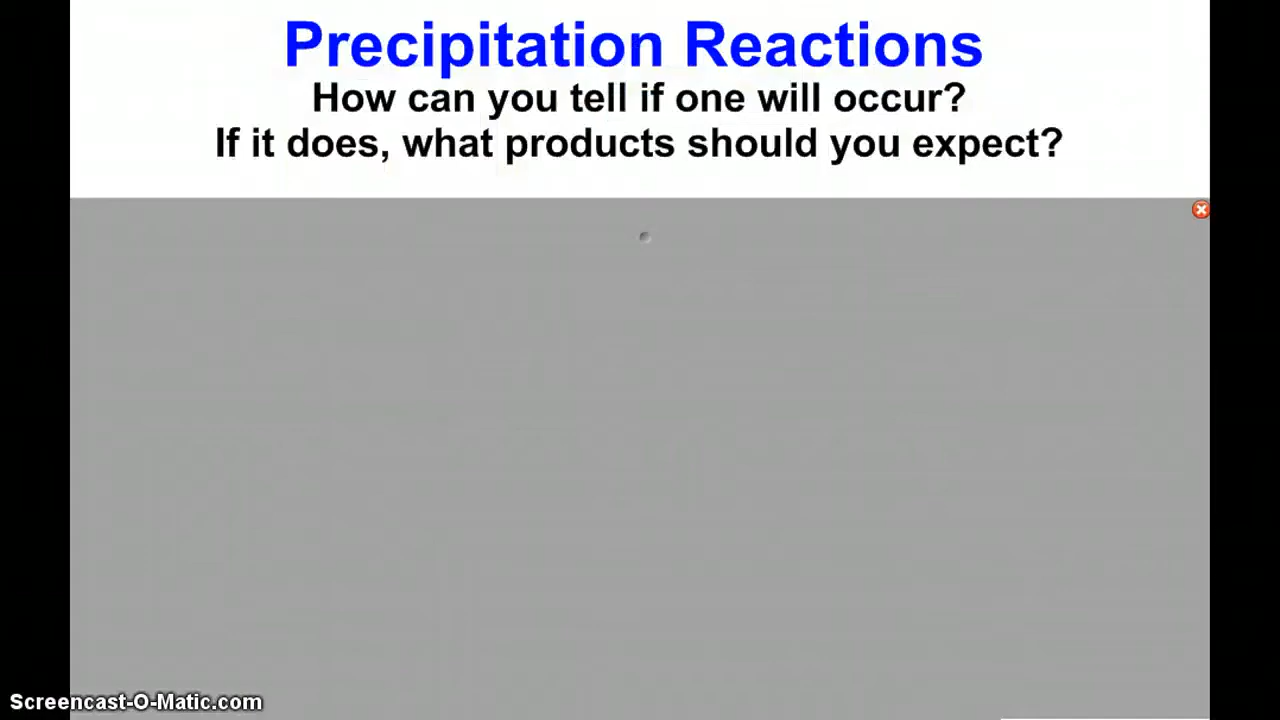 Precipitation Reactions
How can you tell if one will occur?
If it does, what products should you expect?
Screencast-O-Matic.com